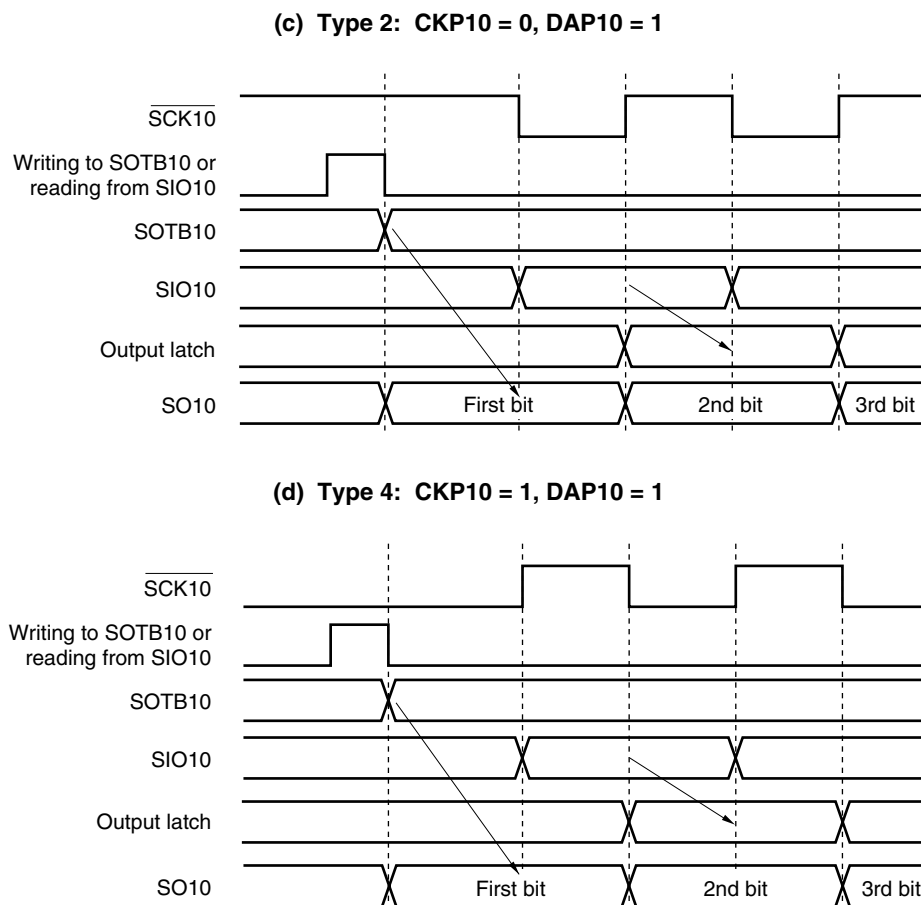 (c) Type 2: CKP10 = 0, DAP10 = 1
SCK10
Writing to SOTB10 or
reading from SIO10
SOTB10
SIO10
Output latch
SO10
First bit
2nd bit
3rd bit
(d) Type 4: CKP10 = 1, DAP10 = 1
SCK10
Writing to SOTB10 or
reading from SIO10
SOTB10
SIO10
Output latch
SO10
First bit
2nd bit
3rd bit